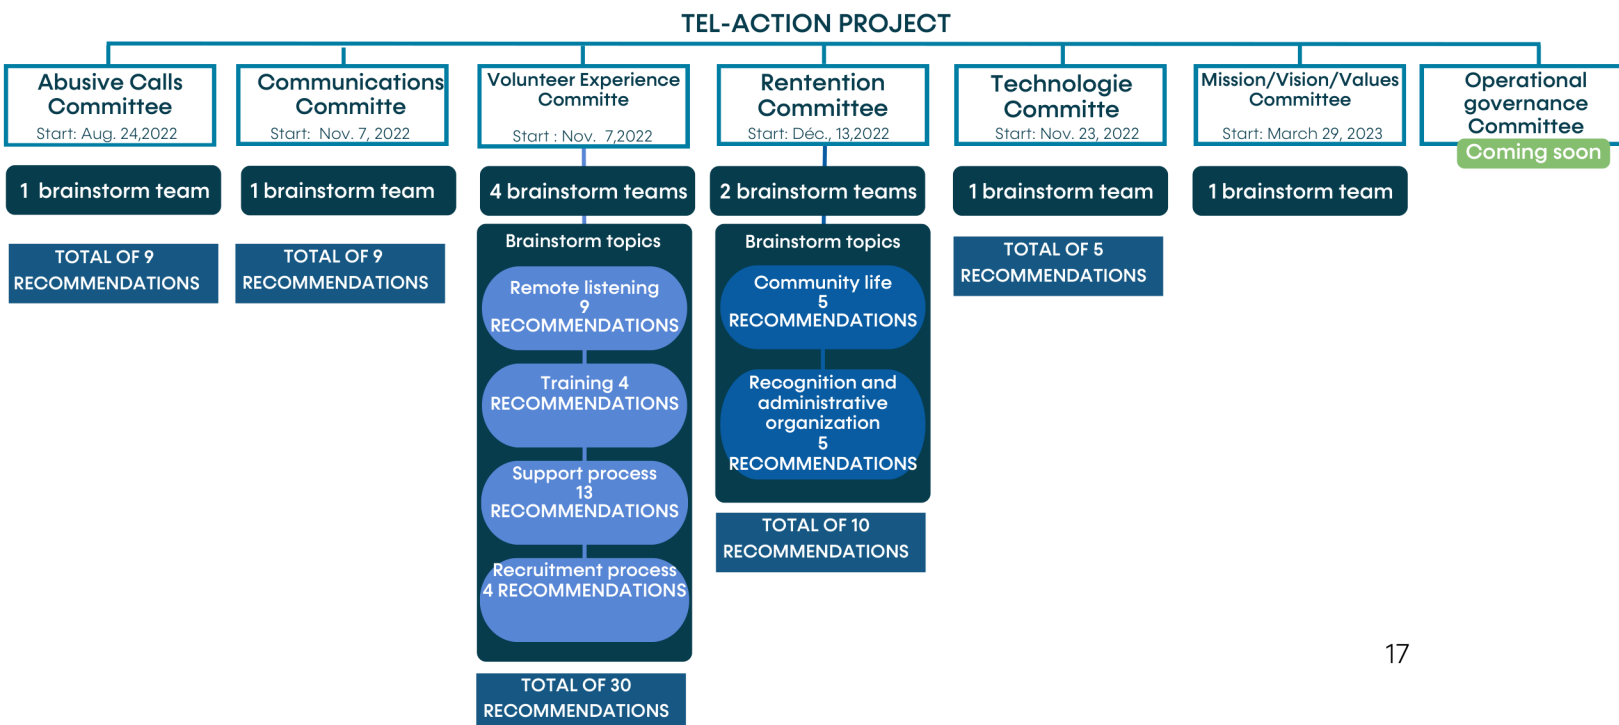 TEL-ACTION PROJECT
Abusive Calls
Committee
Start: Aug. 24,2022
1 brainstorm team
TOTAL OF 9
RECOMMENDATIONS
Communications
Committe
Start: Nov. 7, 2022
1 brainstorm team
TOTAL OF 9
RECOMMENDATIONS
Volunteer Experience
Committe
Start : Nov. 7,2022
4 brainstorm teams
Brainstorm topics
Remote listening
9
RECOMMENDATIONS
Training 4
RECOMMENDATIONS
Support process
13
RECOMMENDATIONS
Recruitment process
4 RECOMMENDATIONS
TOTAL OF 30
RECOMMENDATIONS
Rentention
Committee
Start: Déc., 13,2022
2 brainstorm teams
Brainstorm topics
Community life
5
RECOMMENDATIONS
Recognition and
administrative
organization
5
RECOMMENDATIONS
TOTAL OF 10
RECOMMENDATIONS
Technologie
Committe
Start: Nov. 23, 2022
1 brainstorm team
TOTAL OF 5
RECOMMENDATIONS
Mission/Vision/Values
Committee
Start: March 29, 2023
1 brainstorm team
Operational
governance
Committee
Coming soon
17